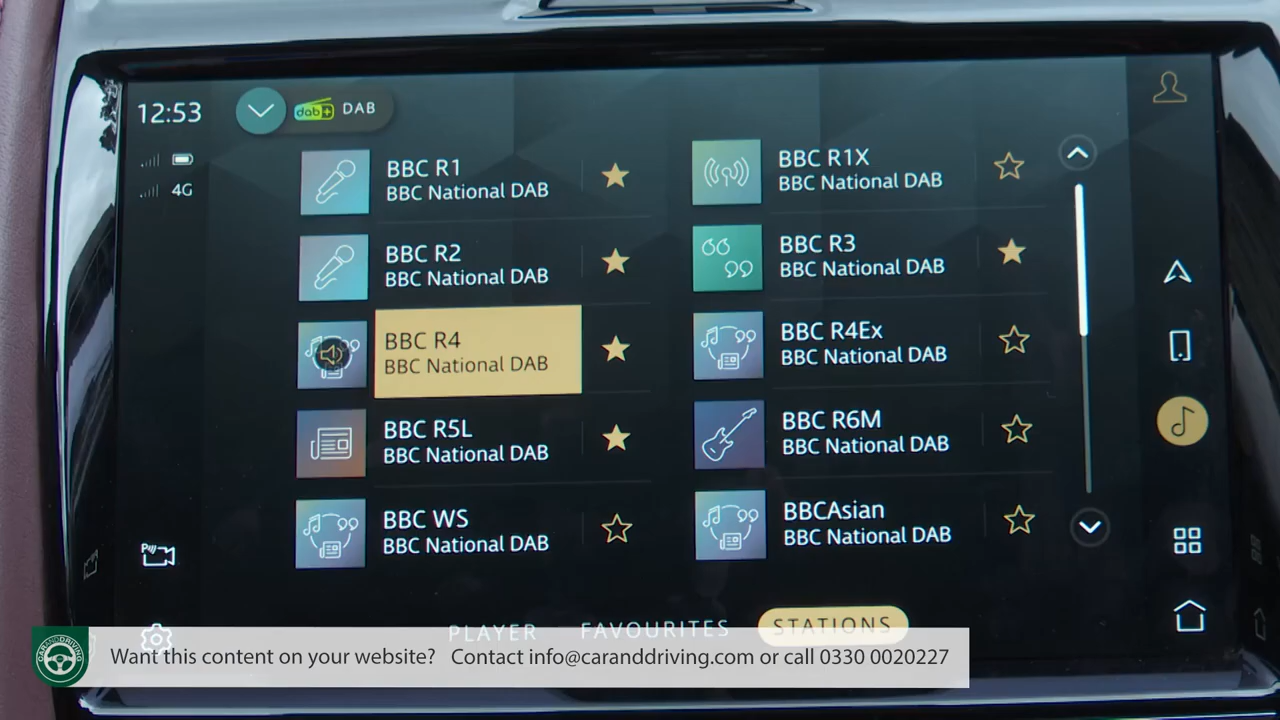 12:53
dab+ DAB
4G
BBC R1
BBC National DAB
BBC R1X
BBC National DAB
BBC R2
BBC National DAB
BBC R3
BBC National DAB
BBC R4
BBC National DAB
BBC R4Ex
BBC National DAB
BBC R5L
BBC National DAB
BBC R6M
BBC National DAB
BBC WS
BBC National DAB
BBCAsian
BBC National DAB
PLAYER FAVOURITES STATIONS
CARANDDRIVING
Want this content on your website? Contact info@caranddriving.com or call 0330 0020227